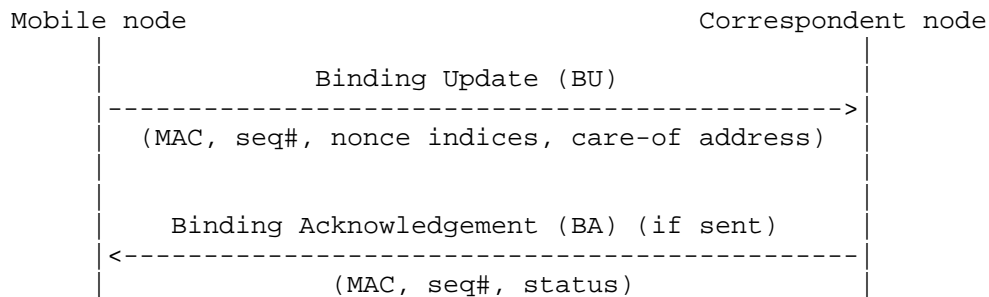 Mobile node                                 Correspondent node
Binding Update (BU)
(MAC, seq#, nonce indices, care-of address)
Binding Acknowledgement (BA) (if sent)
(MAC, seq#, status)